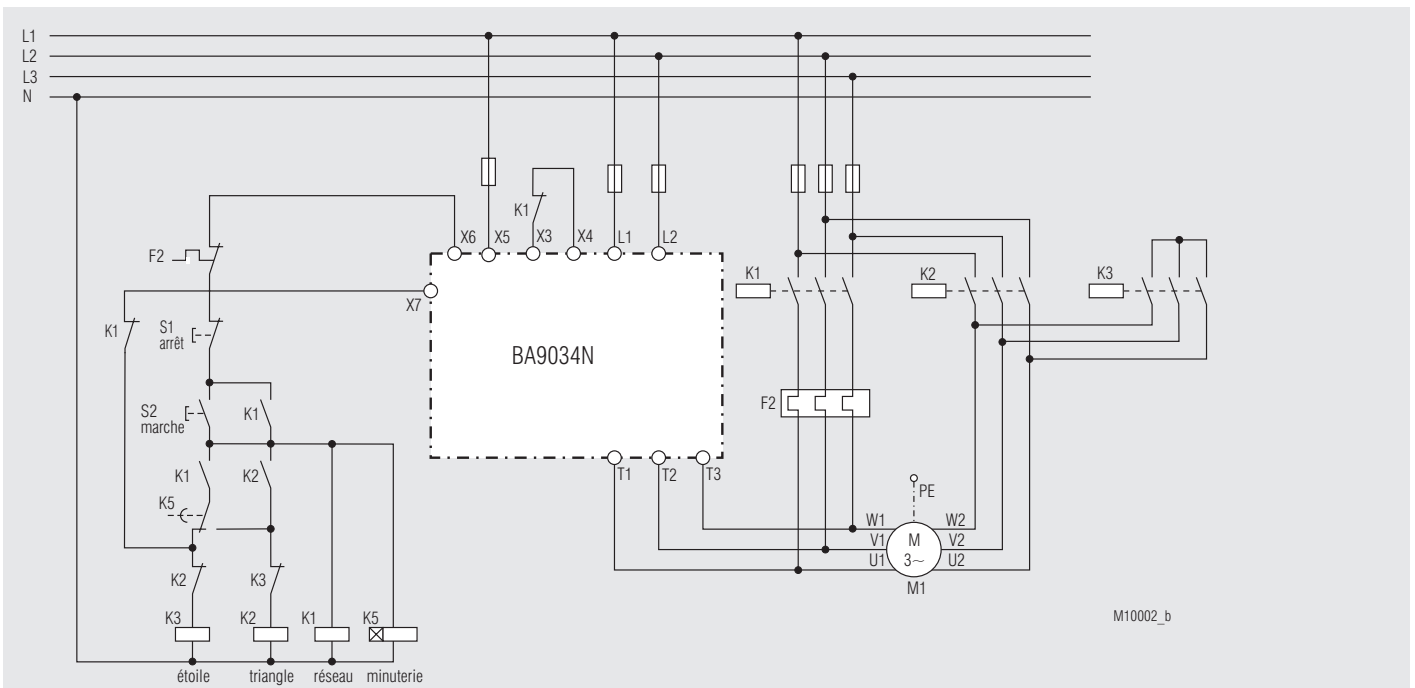 L1
L2
L3
N
K1
X6 X5 X3 X4 L1 L2
F2
X7
K1 K2 K3
K1
S1
arrêt
BA9034N
F2
S2
marche
K1
K1 K2
T1 T2 T3
K5
PE
W1 W2
V1 M V2
U1 3~ U2
M1
K2 K3
K3 K2 K1 K5
M10002_b
étoile triangle réseau minuterie